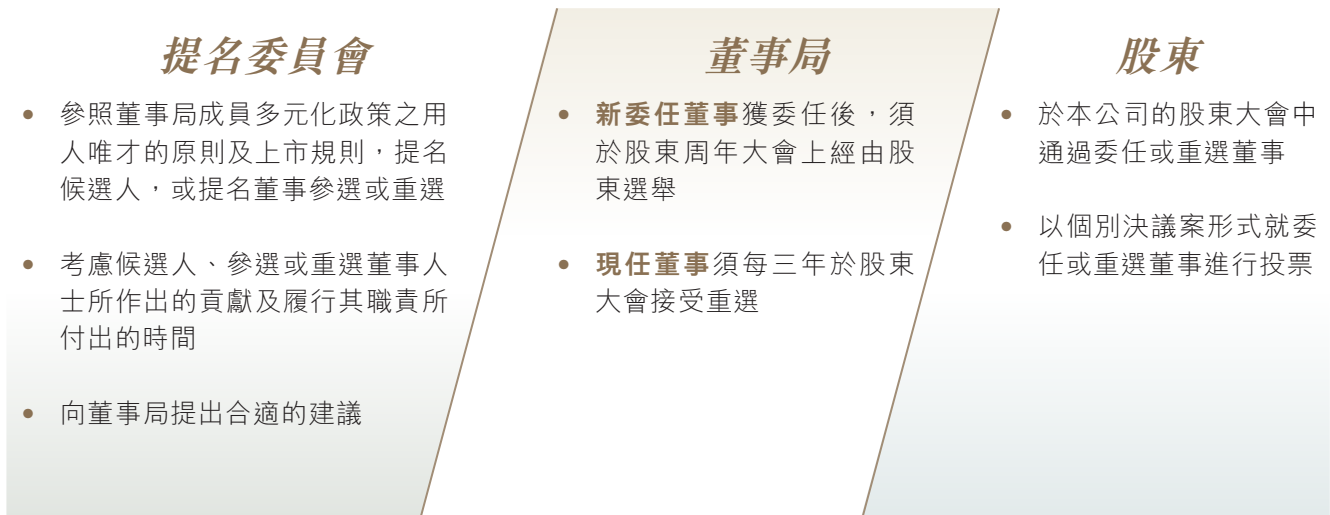 提名委員會
• 參照董事局成員多元化政策之用
人唯才的原則及上市規則，提名
候選人，或提名董事參選或重選
• 考慮候選人、參選或重選董事人
士所作出的貢獻及履行其職責所
付出的時間
• 向董事局提出合適的建議
董事局
• 新委任董事獲委任後，須
於股東周年大會上經由股
東選舉
• 現任董事須每三年於股東
大會接受重選
股東
• 於本公司的股東大會中
通過委任或重選董事
• 以個別決議案形式就委
任或重選董事進行投票